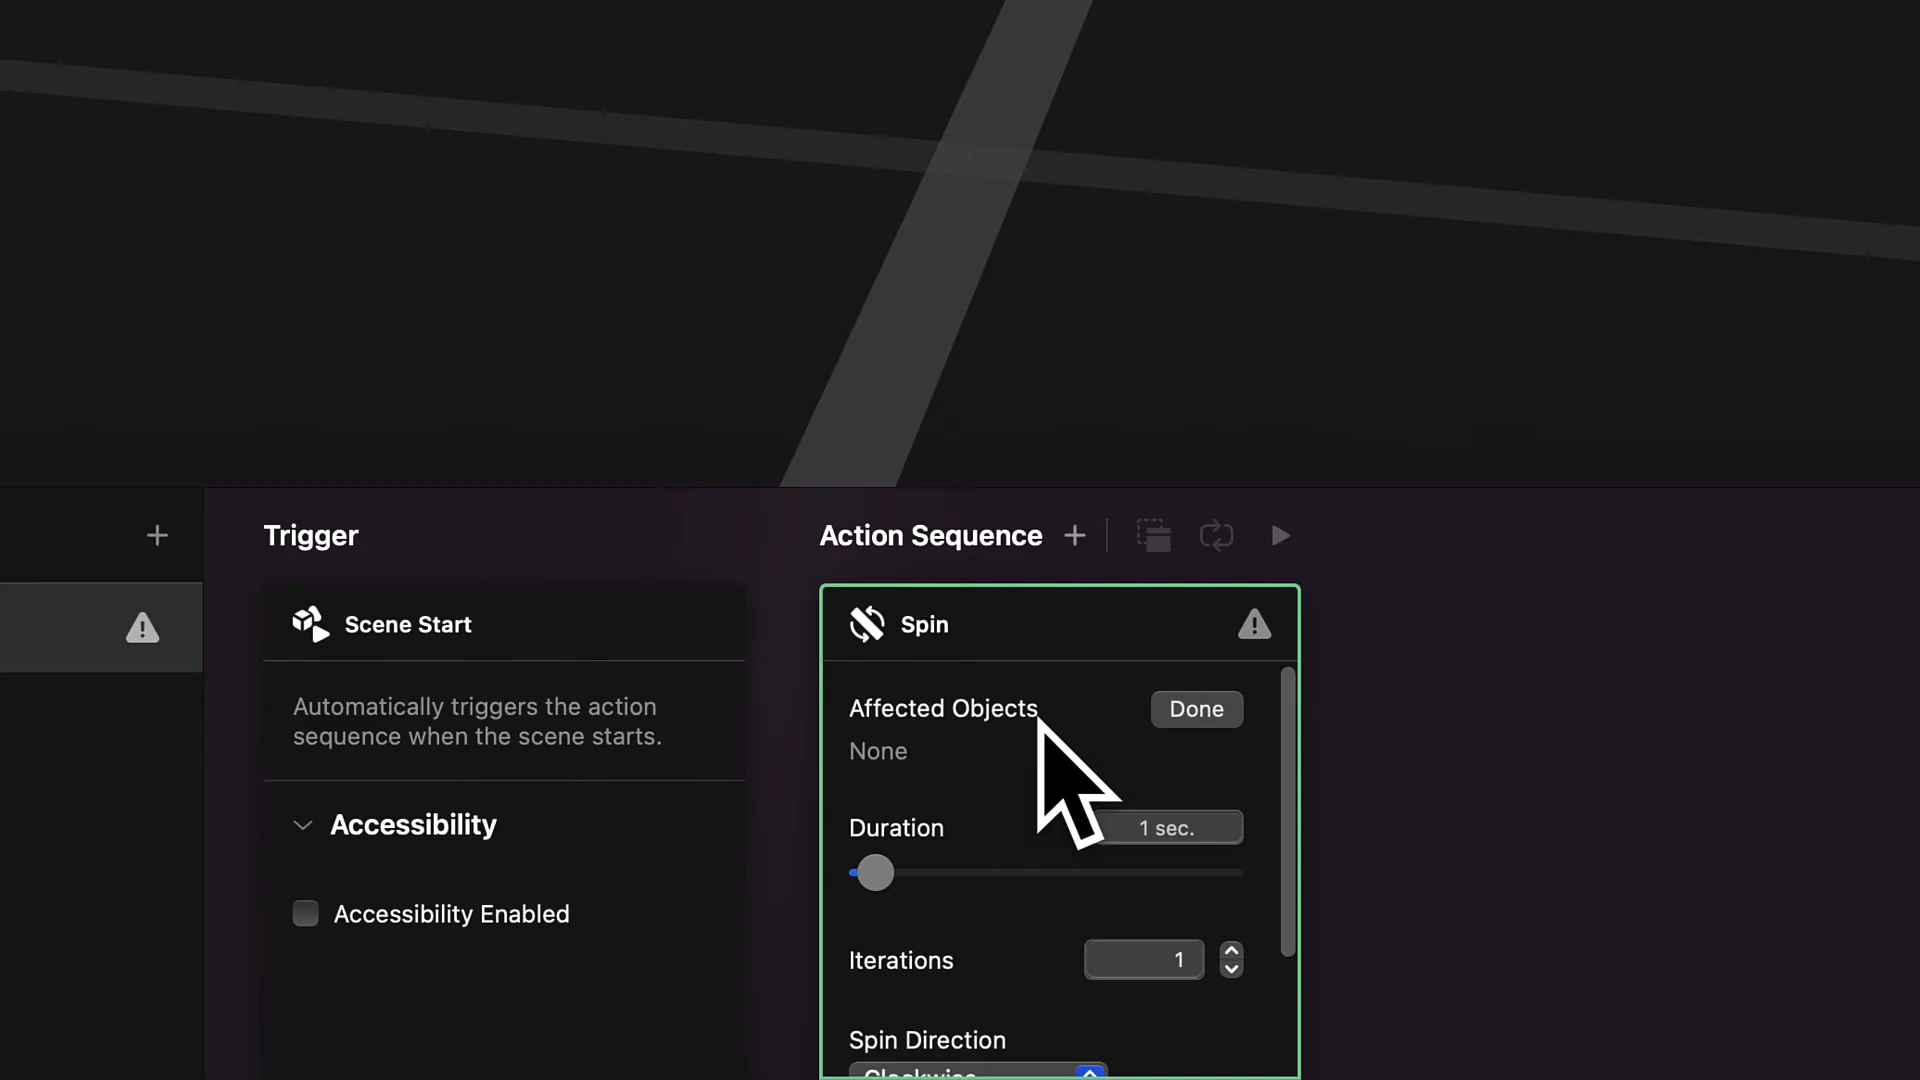 Trigger
Action Sequence
Scene Start
Automatically triggers the action
sequence when the scene starts.
Accessibility
Accessibility Enabled
Spin
Affected Objects
Done
None
Duration
1 sec.
Iterations
1
Spin Direction
Clockwise